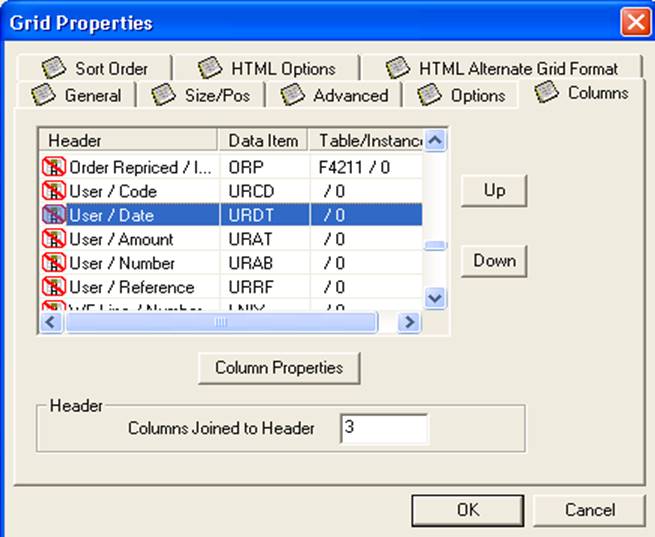 Grid Properties
Sort Order HTML Options HTML Alternate Grid Format
General Size/Pos Advanced Options Columns
Header Data Item Table/Instanc
Order Repriced / I... ORP F4211 / 0
User / Code URCD / 0
User / Date URDT / 0
User / Amount URAT / 0
User / Number URAB / 0
User / Reference URRF / 0
Up
Down
Column Properties
Header
Columns Joined to Header 3
OK Cancel